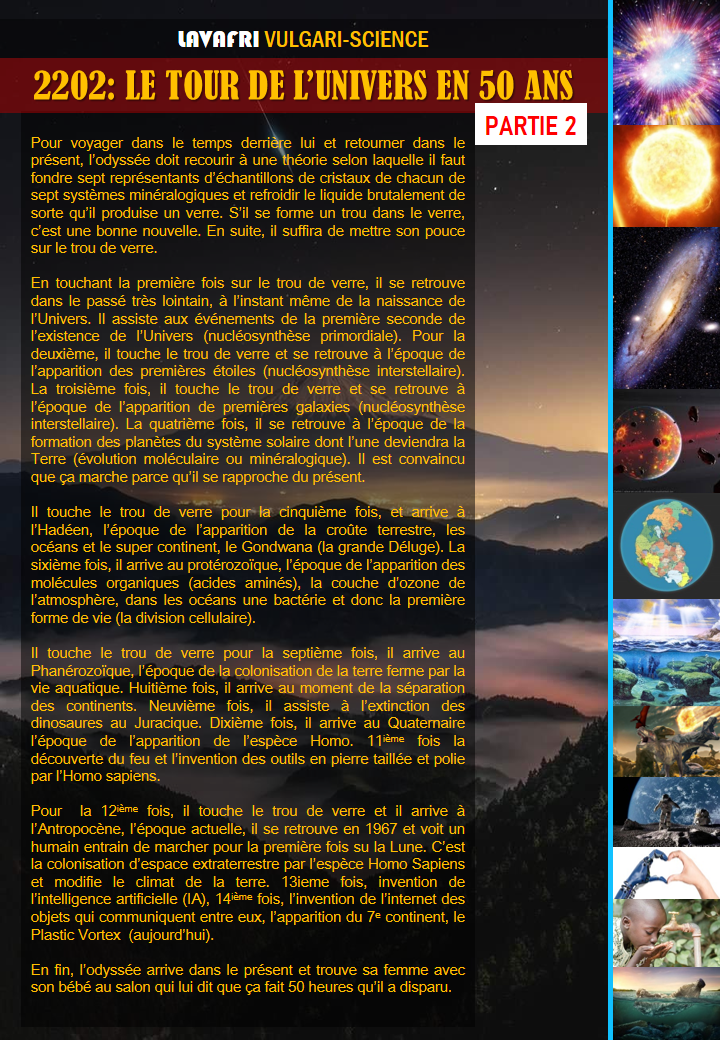 LAVAFRI VULGARI-SCIENCE
2202: LE TOUR DE L’UNIVERS EN 50 ANS
PARTIE 2
Pour voyager dans le temps derrière lui et retourner dans le
présent, l’odyssée doit recourir à une théorie selon laquelle il faut
fondre sept représentants d’échantillons de cristaux de chacun de
sept systèmes minéralogiques et refroidir le liquide brutalement de
sorte qu’il produise un verre. S’il se forme un trou dans le verre,
c’est une bonne nouvelle. En suite, il suffira de mettre son pouce
sur le trou de verre.
En touchant la première fois sur le trou de verre, il se retrouve
dans le passé très lointain, à l’instant même de la naissance de
l’Univers. Il assiste aux événements de la première seconde de
l’existence de l’Univers (nucléosynthèse primordiale). Pour la
deuxième, il touche le trou de verre et se retrouve à l’époque de
l’apparition des premières étoiles (nucléosynthèse interstellaire).
La troisième fois, il touche le trou de verre et se retrouve à
l’époque de l’apparition de premières galaxies (nucléosynthèse
interstellaire). La quatrième fois, il se retrouve à l’époque de la
formation des planètes du système solaire dont l’une deviendra la
Terre (évolution moléculaire ou minéralogique). Il est convaincu
que ça marche parce qu’il se rapproche du présent.
Il touche le trou de verre pour la cinquième fois, et arrive à
l’Hadéen, l’époque de l’apparition de la croûte terrestre, les
océans et le super continent, le Gondwana (la grande Déluge). La
sixième fois, il arrive au protérozoïque, l’époque de l’apparition des
molécules organiques (acides aminés), la couche d’ozone de
l’atmosphère, dans les océans une bactérie et donc la première
forme de vie (la division cellulaire).
Il touche le trou de verre pour la septième fois, il arrive au
Phanérozoïque, l’époque de la colonisation de la terre ferme par la
vie aquatique. Huitième fois, il arrive au moment de la séparation
des continents. Neuvième fois, il assiste à l’extinction des
dinosaures au Juracique. Dixième fois, il arrive au Quaternaire
l’époque de l’apparition de l’espèce Homo. 11ième fois la
découverte du feu et l’invention des outils en pierre taillée et polie
par l’Homo sapiens.
Pour la 12ième fois, il touche le trou de verre et il arrive à
l’Antropocène, l’époque actuelle, il se retrouve en 1967 et voit un
humain entrain de marcher pour la première fois su la Lune. C’est
la colonisation d’espace extraterrestre par l’espèce Homo Sapiens
et modifie le climat de la terre. 13ieme fois, invention de
l’intelligence artificielle (IA), 14ième fois, l’invention de l’internet des
objets qui communiquent entre eux, l’apparition du 7e continent, le
Plastic Vortex (aujourd’hui).
En fin, l’odyssée arrive dans le présent et trouve sa femme avec
son bébé au salon qui lui dit que ça fait 50 heures qu’il a disparu.